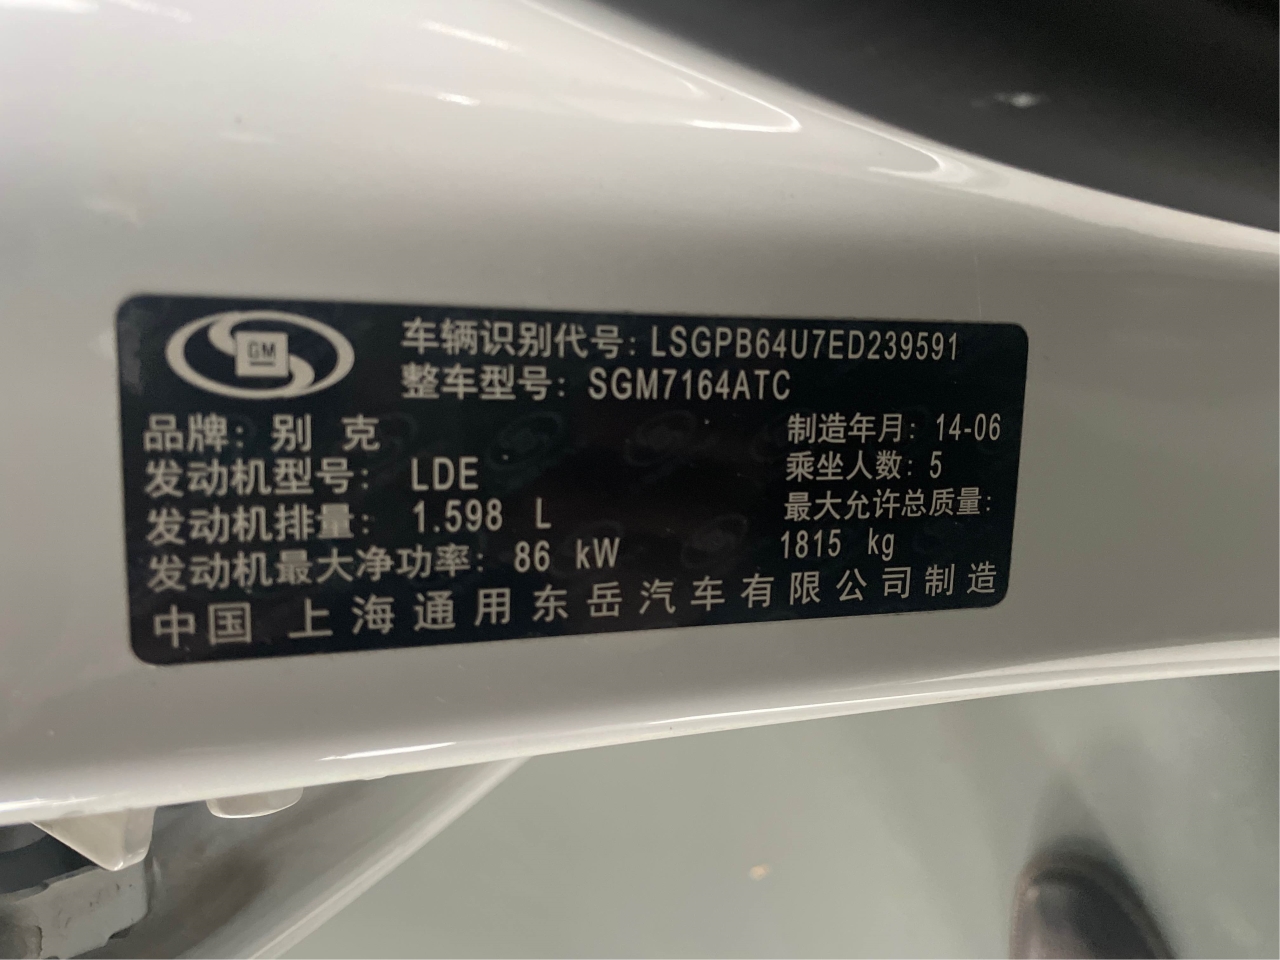 GM
车辆识别代号: LSGPB64U7ED239591
整车型号: SGM7164ATC
品牌: 别 克
制造年月: 14-06
发动机型号: LDE
乘坐人数: 5
发动机排量: 1.598 L
最大允许总质量:
1815 kg
发动机最大净功率: 86 kW
中国 上海通用东岳汽车有限公司制造